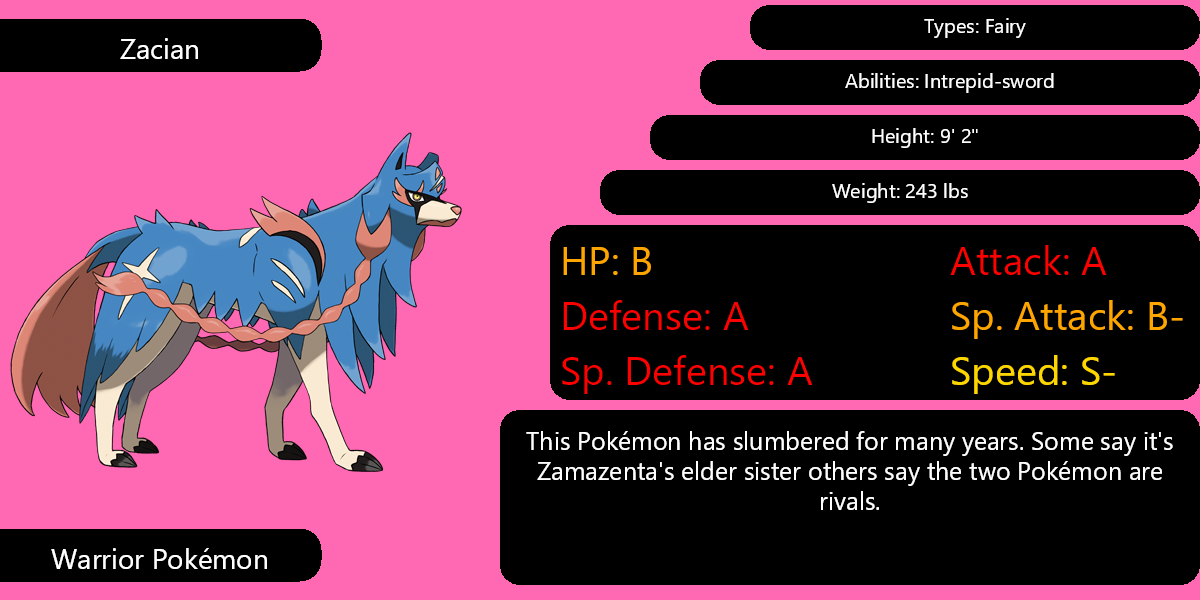 Zacian
Types: Fairy
Abilities: Intrepid-sword
Height: 9' 2"
Weight: 243 lbs
HP: B
Attack: A
Defense: A
Sp. Attack: B-
Sp. Defense: A
Speed: S-
This Pokémon has slumbered for many years. Some say it's
Zamazenta's elder sister others say the two Pokémon are
rivals.
Warrior Pokémon